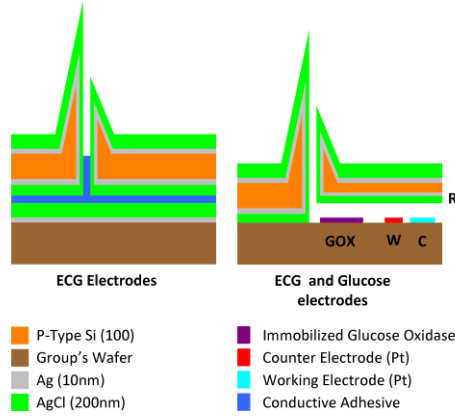 R
GOX
W
C
ECG Electrodes
ECG and Glucose
electrodes
P-Type Si (100)
Group's Wafer
Ag (10nm)
AgCl (200nm)
Immobilized Glucose Oxidase
Counter Electrode (Pt)
Working Electrode (Pt)
Conductive Adhesive